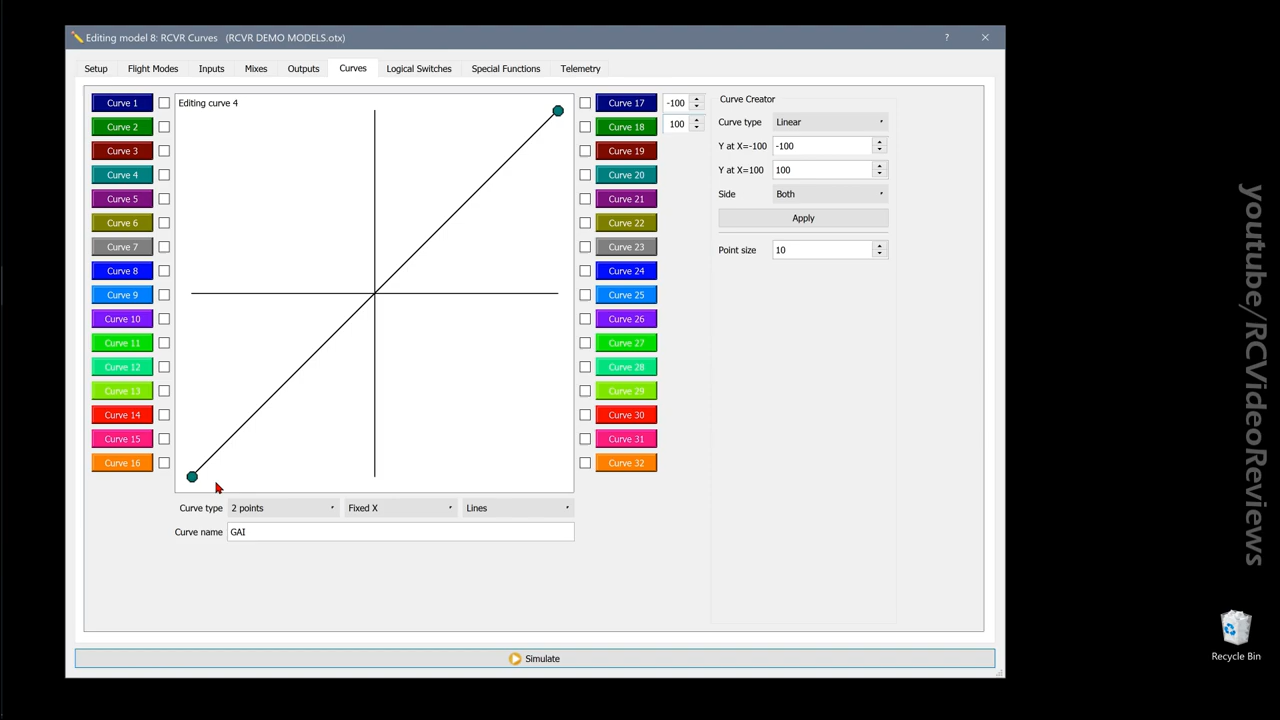 Editing model 8: RCVR Curves (RCVR DEMO MODELS.otx)
? ✕
Setup Flight Modes Inputs Mixes Outputs Curves Logical Switches Special Functions Telemetry
Editing curve 4
Curve 1
Curve 2
Curve 3
Curve 4
Curve 5
Curve 6
Curve 7
Curve 8
Curve 9
Curve 10
Curve 11
Curve 12
Curve 13
Curve 14
Curve 15
Curve 16
Curve 17 -100
Curve 18 100
Curve 19
Curve 20
Curve 21
Curve 22
Curve 23
Curve 24
Curve 25
Curve 26
Curve 27
Curve 28
Curve 29
Curve 30
Curve 31
Curve 32
Curve type 2 points Fixed X Lines
Curve name GAI
Curve Creator
Curve type Linear
Y at X=-100 -100
Y at X=100 100
Side Both
Apply
Point size 10
Simulate
youtube/RCVideoReviews
Recycle Bin